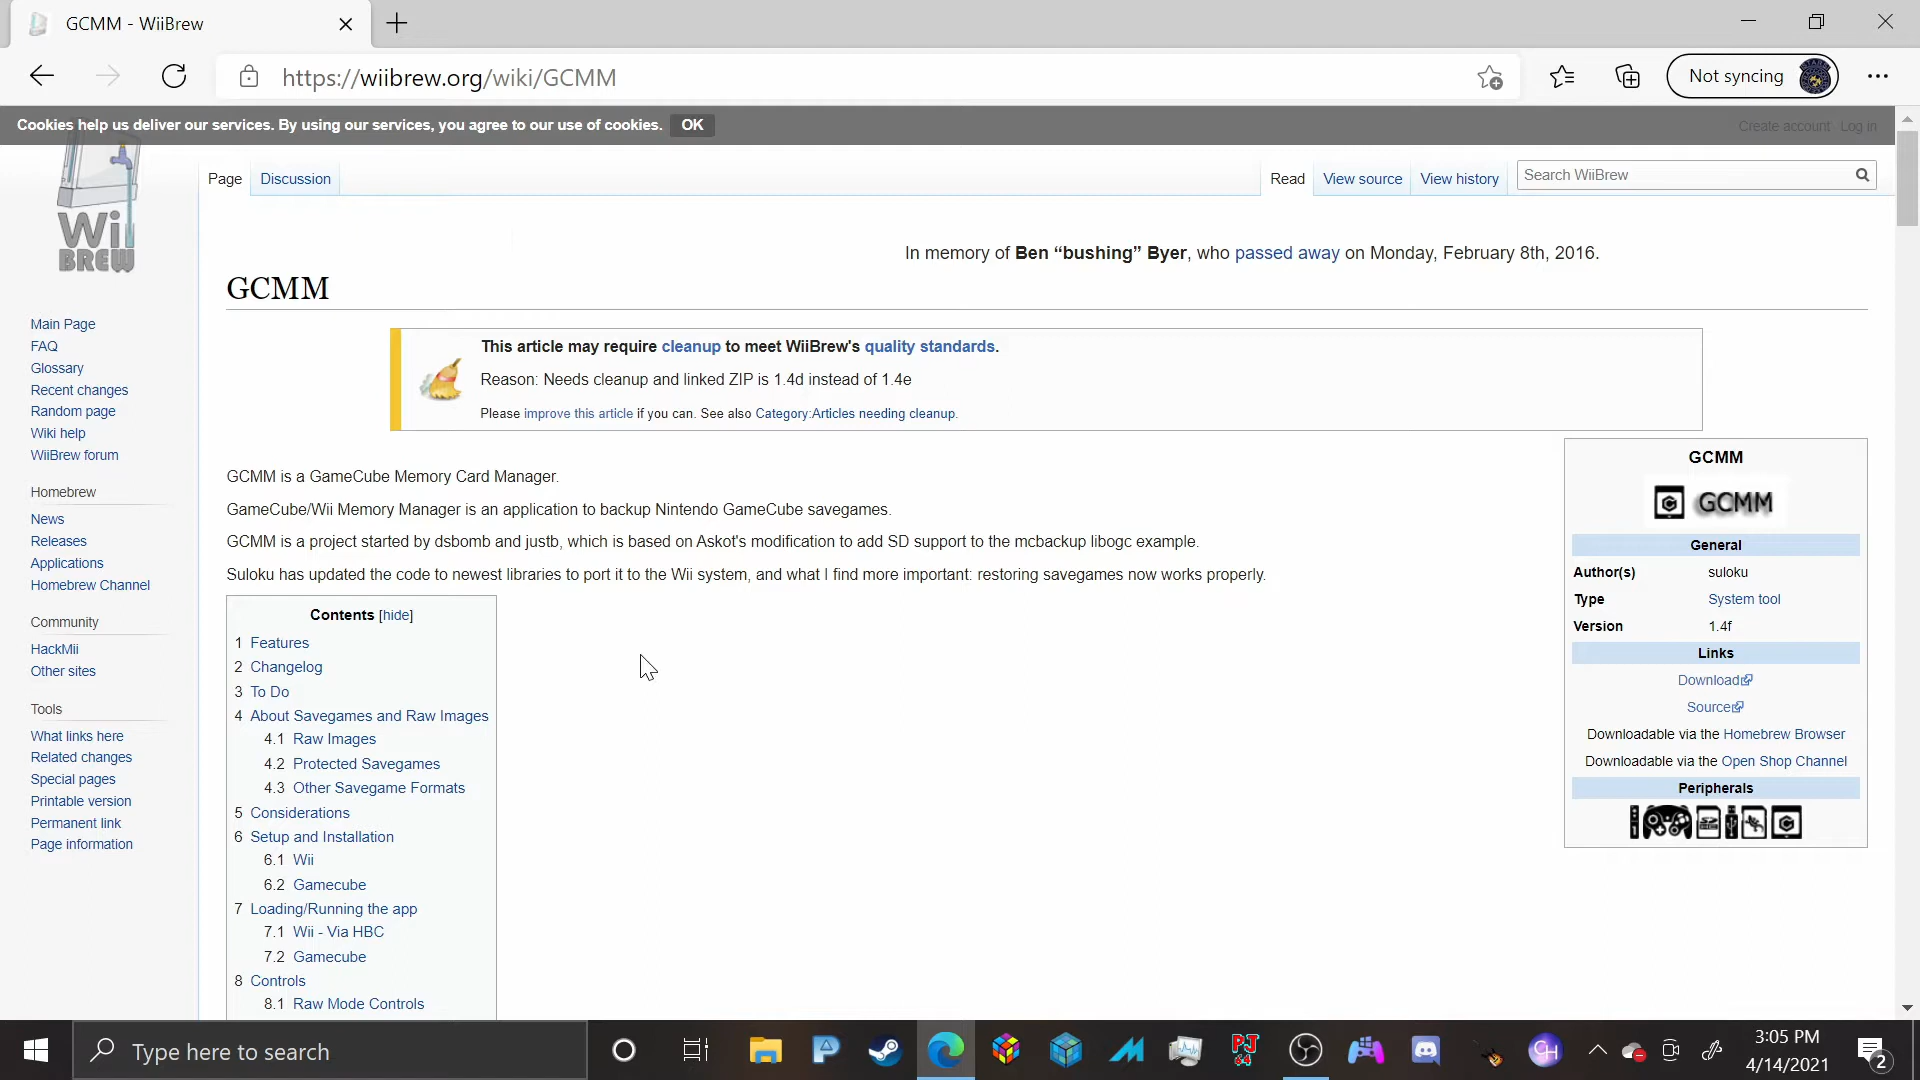 GCMM - WiiBrew
https://wiibrew.org/wiki/GCMM
Not syncing
Cookies help us deliver our services. By using our services, you agree to our use of cookies. OK
Create account Log in
Wii
BREW
Page Discussion Read View source View history Search WiiBrew
In memory of Ben “bushing” Byer, who passed away on Monday, February 8th, 2016.
GCMM
This article may require cleanup to meet WiiBrew's quality standards.
Reason: Needs cleanup and linked ZIP is 1.4d instead of 1.4e
Please improve this article if you can. See also Category:Articles needing cleanup.
Main Page
FAQ
Glossary
Recent changes
Random page
Wiki help
WiiBrew forum
Homebrew
News
Releases
Applications
Homebrew Channel
Community
HackMii
Other sites
Tools
What links here
Related changes
Special pages
Printable version
Permanent link
Page information
GCMM is a GameCube Memory Card Manager.
GameCube/Wii Memory Manager is an application to backup Nintendo GameCube savegames.
GCMM is a project started by dsbomb and justb, which is based on Askot's modification to add SD support to the mcbackup libogc example.
Suloku has updated the code to newest libraries to port it to the Wii system, and what I find more important: restoring savegames now works properly.
Contents [hide]
1 Features
2 Changelog
3 To Do
4 About Savegames and Raw Images
4.1 Raw Images
4.2 Protected Savegames
4.3 Other Savegame Formats
5 Considerations
6 Setup and Installation
6.1 Wii
6.2 Gamecube
7 Loading/Running the app
7.1 Wii - Via HBC
7.2 Gamecube
8 Controls
8.1 Raw Mode Controls
GCMM
GCMM
General
Author(s) suloku
Type System tool
Version 1.4f
Links
Download
Source
Downloadable via the Homebrew Browser
Downloadable via the Open Shop Channel
Peripherals
Type here to search
PJ
64
CH
3:05 PM
4/14/2021
2